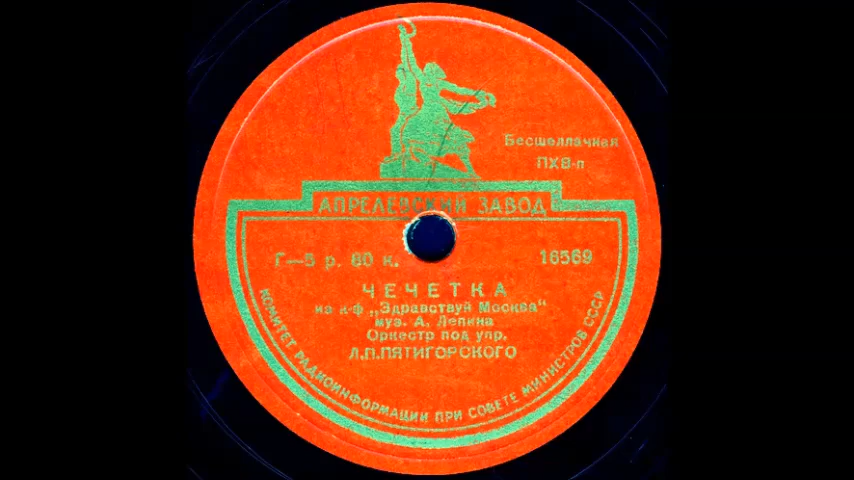 Бесшеллачная
ПХВ-п
АПРЕЛЕВСКИЙ ЗАВОД
Г—5 р. 80 к.
16569
ЧЕЧЕТКА
из к-ф „Здравствуй Москва"
муз. А. Лепина
Оркестр под упр.
Л.П.ПЯТИГОРСКОГО
КОМИТЕТ РАДИОИНФОРМАЦИИ ПРИ СОВЕТЕ МИНИСТРОВ СССР